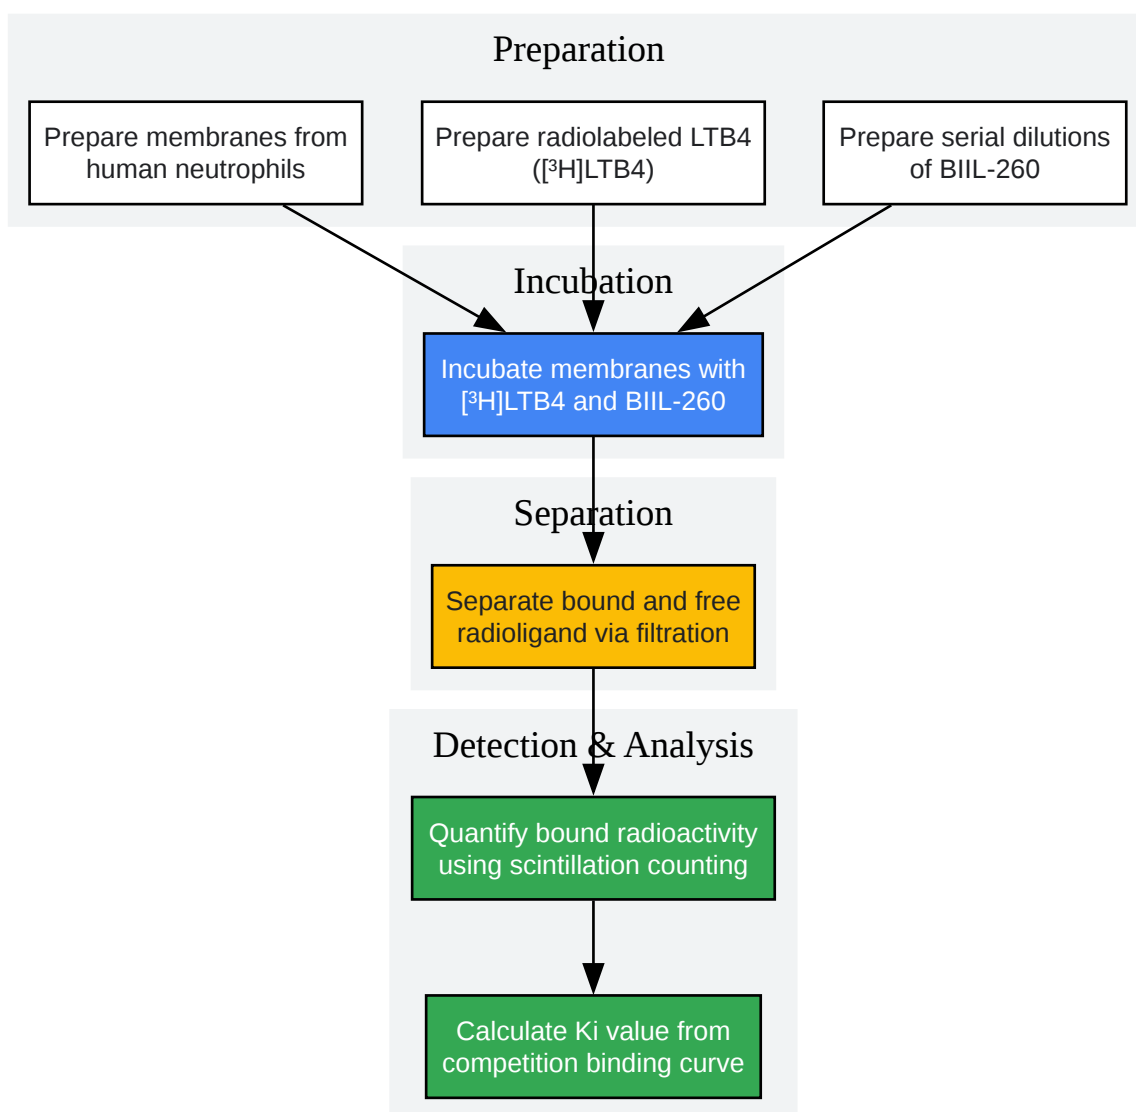 Preparation
Prepare membranes from
human neutrophils
Prepare radiolabeled LTB4
([³H]LTB4)
Prepare serial dilutions
of BIIL-260
Incubation
Incubate membranes with
[³H]LTB4 and BIIL-260
Separation
Separate bound and free
radioligand via filtration
Detection & Analysis
Quantify bound radioactivity
using scintillation counting
Calculate Ki value from
competition binding curve